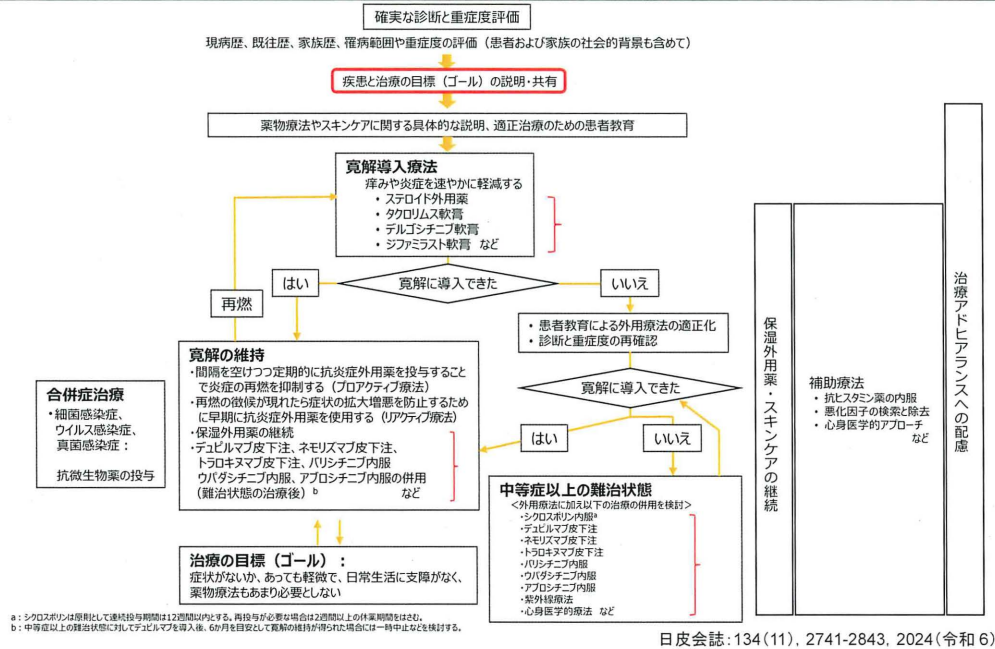 確実な診断と重症度評価
現病歴、既往歴、家族歴、罹病範囲や重症度の評価（患者および家族の社会的背景も含めて）
疾患と治療の目標（ゴール）の説明・共有
薬物療法やスキンケアに関する具体的な説明、適正治療のための患者教育
寛解導入療法
痒みや炎症を速やかに軽減する
・ステロイド外用薬
・タクロリムス軟膏
・デルゴシチニブ軟膏
・ジファミラスト軟膏 など
寛解に導入できた
はい
いいえ
再燃
・患者教育による外用療法の適正化
・診断と重症度の再確認
寛解に導入できた
はい
いいえ
寛解の維持
・間隔を空けつつ定期的に抗炎症外用薬を投与すること
で炎症の再燃を抑制する（プロアクティブ療法）
・再燃の徴候が現れたら症状の拡大増悪を防止するため
に早期に抗炎症外用薬を使用する（リアクティブ療法）
・保湿外用薬の継続
・デュピルマブ皮下注、ネモリズマブ皮下注、
トラロキヌマブ皮下注、バリシチニブ内服
ウパダシチニブ内服、アブロシチニブ内服の併用
（難治状態の治療後）b など
合併症治療
・細菌感染症、
ウイルス感染症、
真菌感染症：
抗微生物薬の投与
中等症以上の難治状態
＜外用療法に加え以下の治療の併用を検討＞
・シクロスポリン内服a
・デュピルマブ皮下注
・ネモリズマブ皮下注
・トラロキヌマブ皮下注
・バリシチニブ内服
・ウパダシチニブ内服
・アブロシチニブ内服
・紫外線療法
・心身医学的療法 など
治療の目標（ゴール）：
症状がないか、あっても軽微で、日常生活に支障がなく、
薬物療法もあまり必要としない
保湿外用薬・スキンケアの継続
補助療法
・抗ヒスタミン薬の内服
・悪化因子の検索と除去
・心身医学的アプローチ
など
治療アドヒアランスへの配慮
a：シクロスポリンは原則として連続投与期間は12週間以内とする。再投与が必要な場合は2週間以上の休薬期間をはさむ。
b：中等症以上の難治状態に対してデュピルマブを導入後、6か月を目安として寛解の維持が得られた場合には一時中止などを検討する。
日皮会誌：134(11), 2741-2843, 2024(令和6)